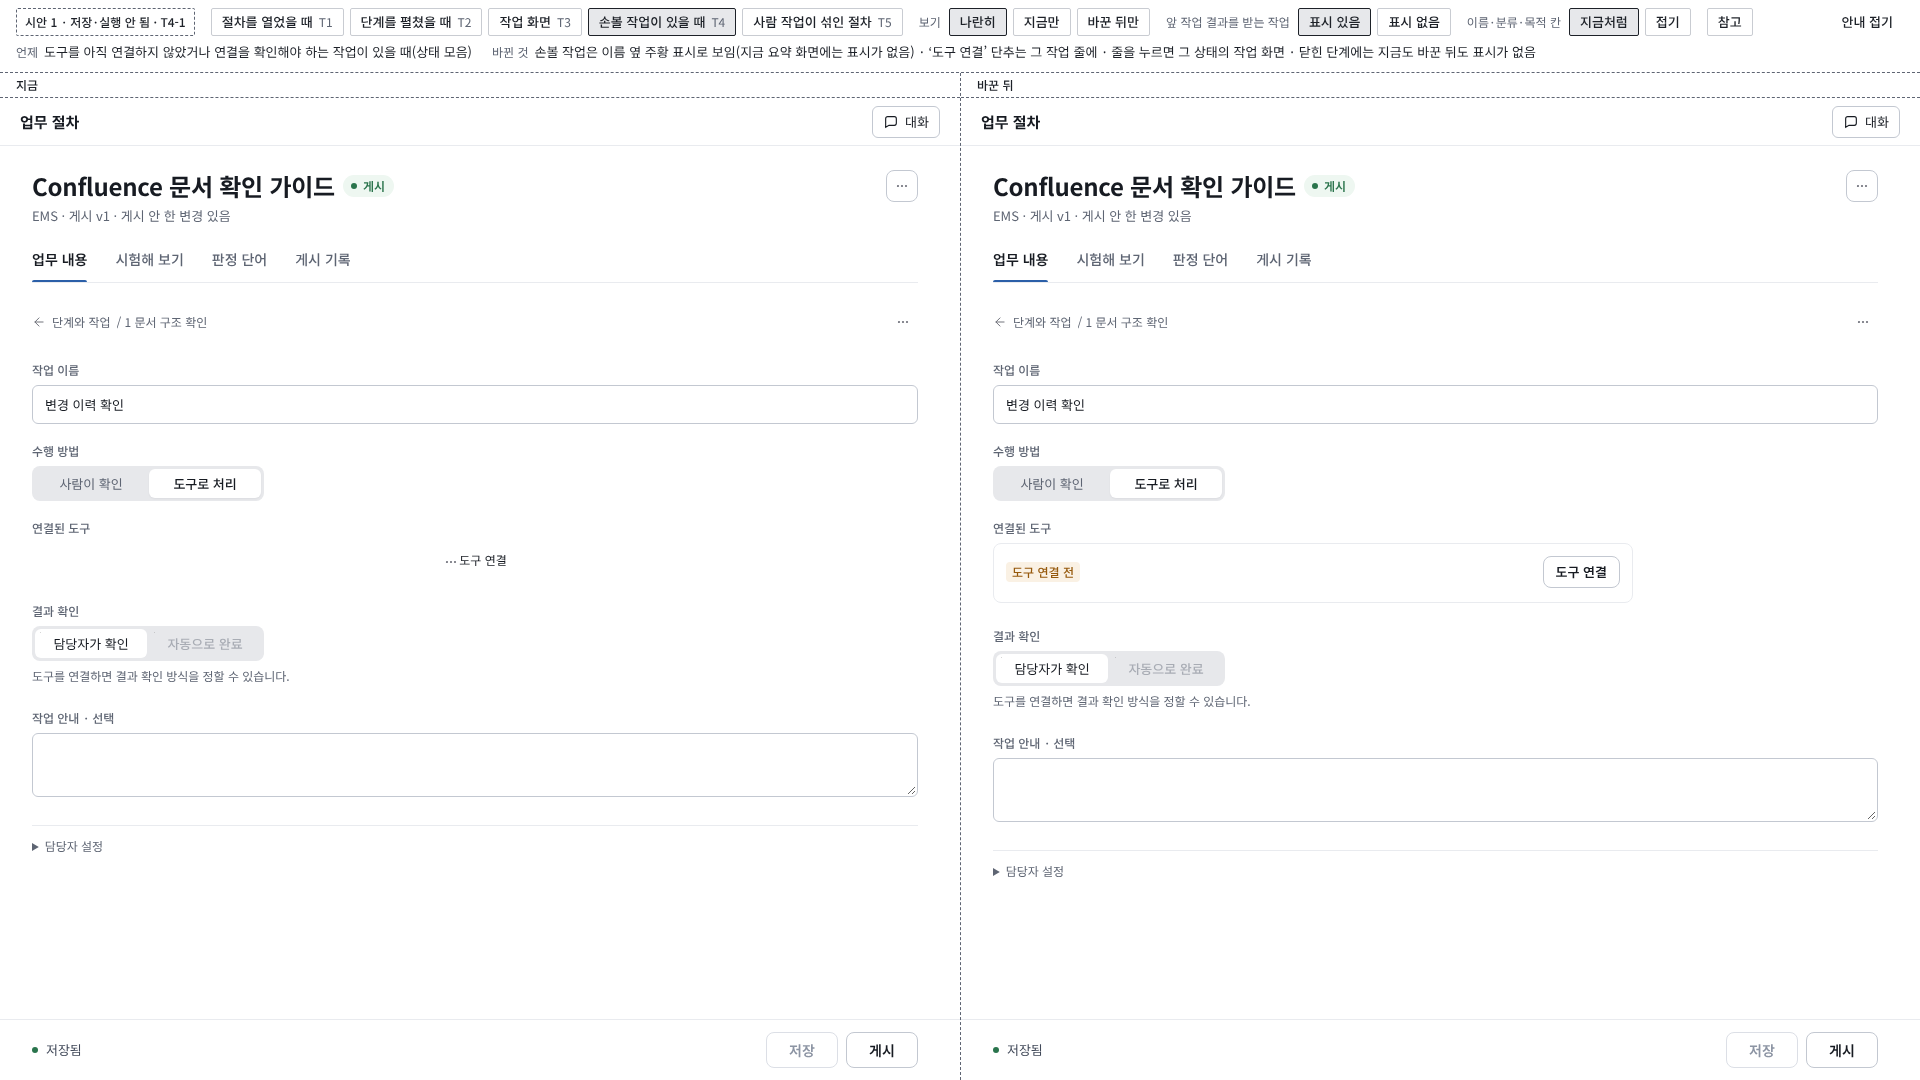 시안 1 · 저장·실행 안 됨 · T4-1 절차를 열었을 때 T1 단계를 펼쳤을 때 T2 작업 화면 T3 손볼 작업이 있을 때 T4 사람 작업이 섞인 절차 T5 보기 나란히 지금만 바꾼 뒤만 앞 작업 결과를 받는 작업 표시 있음 표시 없음 이름·분류·목적 칸 지금처럼 접기 참고 안내 접기
언제 도구를 아직 연결하지 않았거나 연결을 확인해야 하는 작업이 있을 때(상태 모음) 바뀐 것 손볼 작업은 이름 옆 주황 표시로 보임(지금 요약 화면에는 표시가 없음) · ‘도구 연결’ 단추는 그 작업 줄에 · 줄을 누르면 그 상태의 작업 화면 · 닫힌 단계에는 지금도 바꾼 뒤도 표시가 없음
지금
업무 절차
대화
Confluence 문서 확인 가이드 게시
...
EMS · 게시 v1 · 게시 안 한 변경 있음
업무 내용 시험해 보기 판정 단어 게시 기록
← 단계와 작업 / 1 문서 구조 확인 ...
작업 이름
변경 이력 확인
수행 방법
사람이 확인 도구로 처리
연결된 도구
... 도구 연결
결과 확인
담당자가 확인 자동으로 완료
도구를 연결하면 결과 확인 방식을 정할 수 있습니다.
작업 안내 · 선택
담당자 설정
저장됨 저장 게시
바꾼 뒤
업무 절차
대화
Confluence 문서 확인 가이드 게시
...
EMS · 게시 v1 · 게시 안 한 변경 있음
업무 내용 시험해 보기 판정 단어 게시 기록
← 단계와 작업 / 1 문서 구조 확인 ...
작업 이름
변경 이력 확인
수행 방법
사람이 확인 도구로 처리
연결된 도구
도구 연결 전 도구 연결
결과 확인
담당자가 확인 자동으로 완료
도구를 연결하면 결과 확인 방식을 정할 수 있습니다.
작업 안내 · 선택
담당자 설정
저장됨 저장 게시